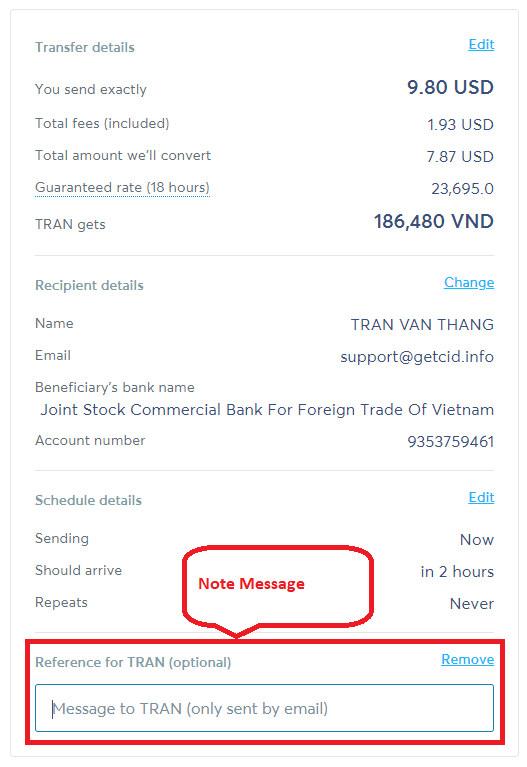 Transfer details Edit
You send exactly 9.80 USD
Total fees (included) 1.93 USD
Total amount we'll convert 7.87 USD
Guaranteed rate (18 hours) 23,695.0
TRAN gets 186,480 VND
Recipient details Change
Name TRAN VAN THANG
Email support@getcid.info
Beneficiary's bank name
Joint Stock Commercial Bank For Foreign Trade Of Vietnam
Account number 9353759461
Schedule details Edit
Sending Now
Should arrive in 2 hours
Repeats Never
Note Message
Reference for TRAN (optional) Remove
Message to TRAN (only sent by email)